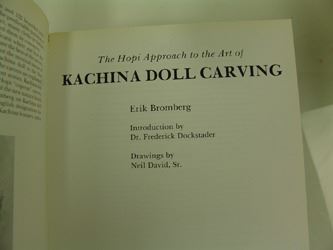 The Hopi Approach to the Art of
KACHINA DOLL CARVING
Erik Bromberg
Introduction by
Dr. Frederick Dockstader
Drawings by
Neil David, Sr.